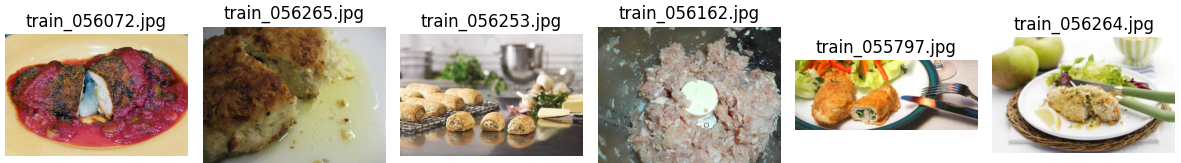 train_056072.jpg
train_056265.jpg
train_056253.jpg
train_056162.jpg
train_055797.jpg
train_056264.jpg